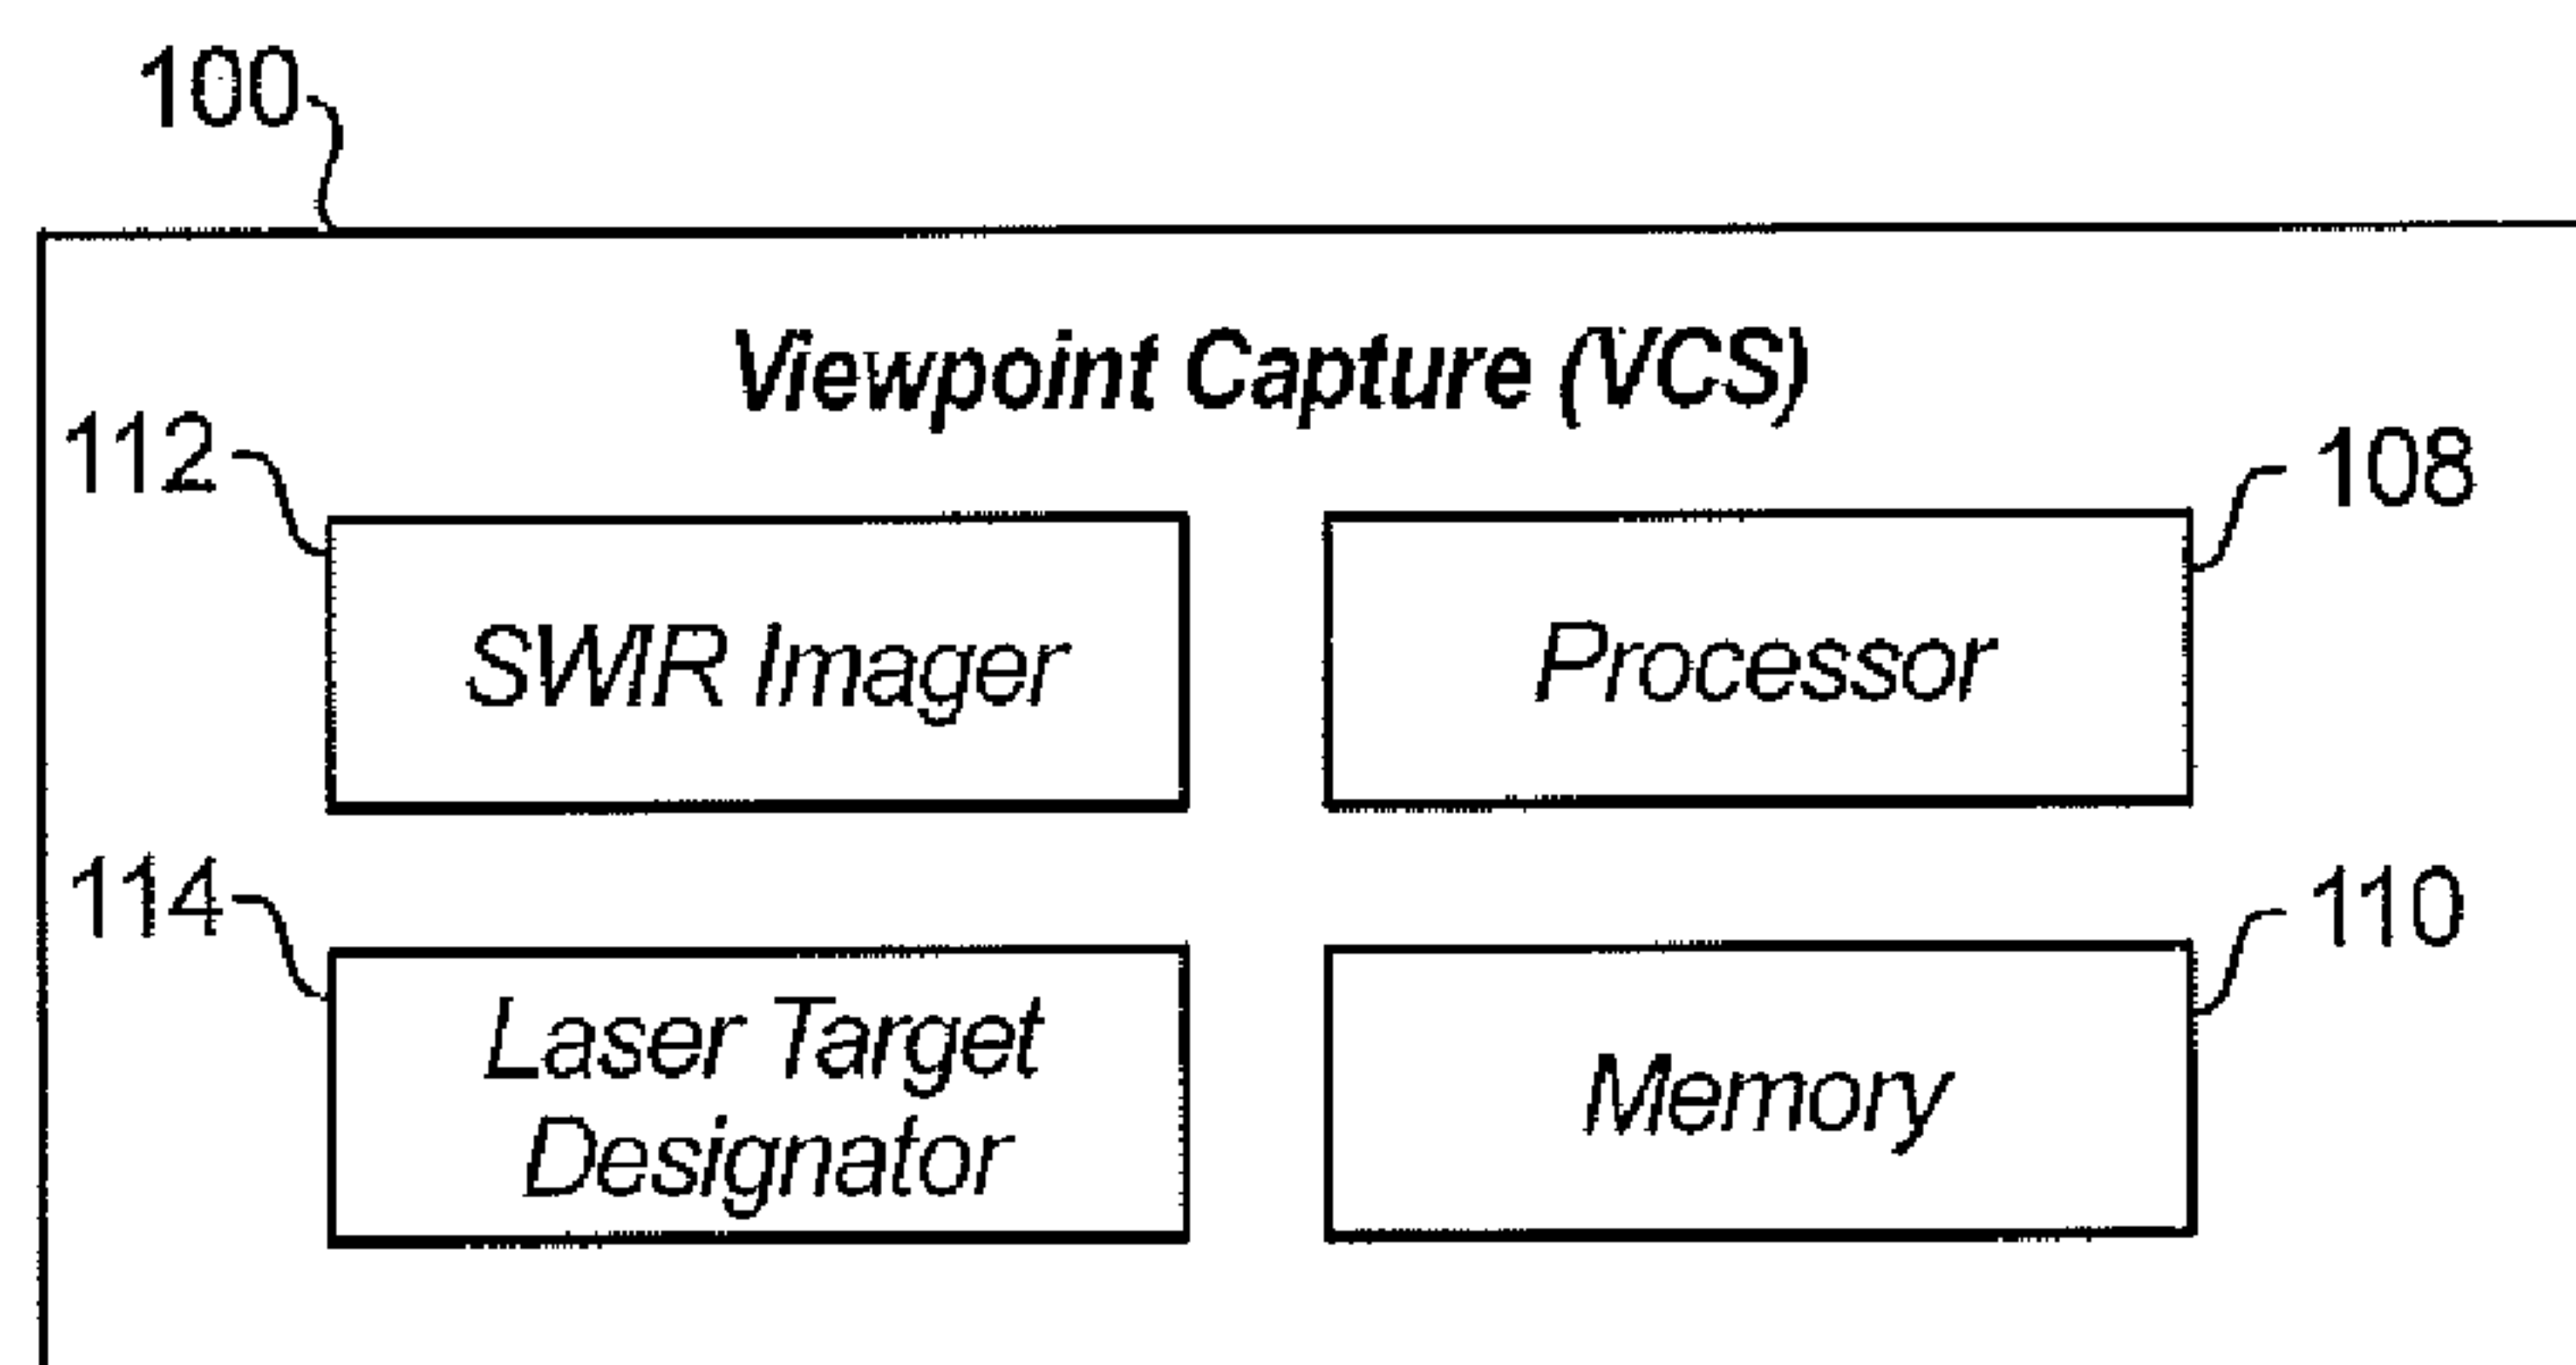 100
Viewpoint Capture (VCS)
112
108
SWIR Imager
Processor
114
110
Laser Target
Designator
Memory